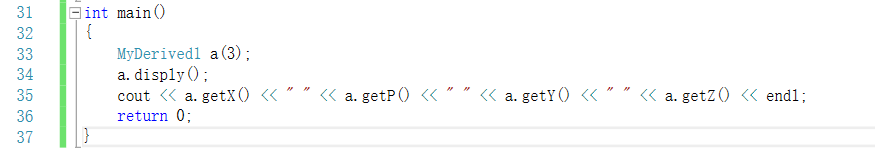 31 int main()
32 {
33 MyDerived1 a(3);
34 a.disply();
35 cout << a.getX() << " " << a.getP() << " " << a.getY() << " " << a.getZ() << endl;
36 return 0;
37 }